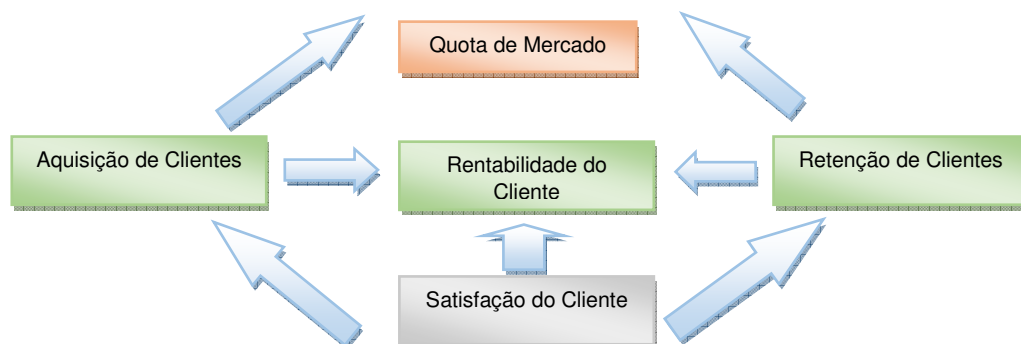 Quota de Mercado
Aquisição de Clientes
Rentabilidade do
Cliente
Retenção de Clientes
Satisfação do Cliente